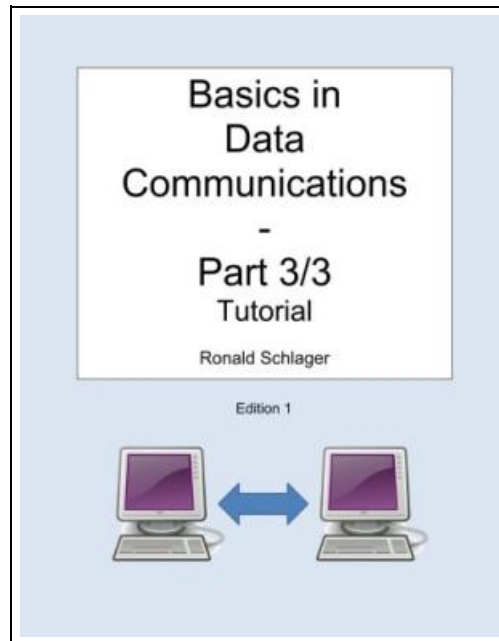 Basics in
Data
Communications
-
Part 3/3
Tutorial
Ronald Schlager
Edition 1